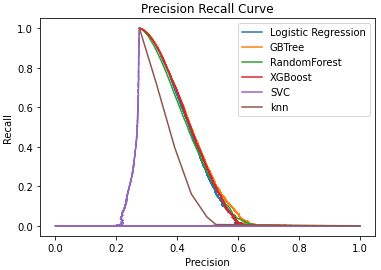 Precision Recall Curve
Logistic Regression
GBTree
RandomForest
XGBoost
SVC
knn
1.0
0.8
0.6
0.4
0.2
0.0
Recall
0.0 0.2 0.4 0.6 0.8 1.0
Precision